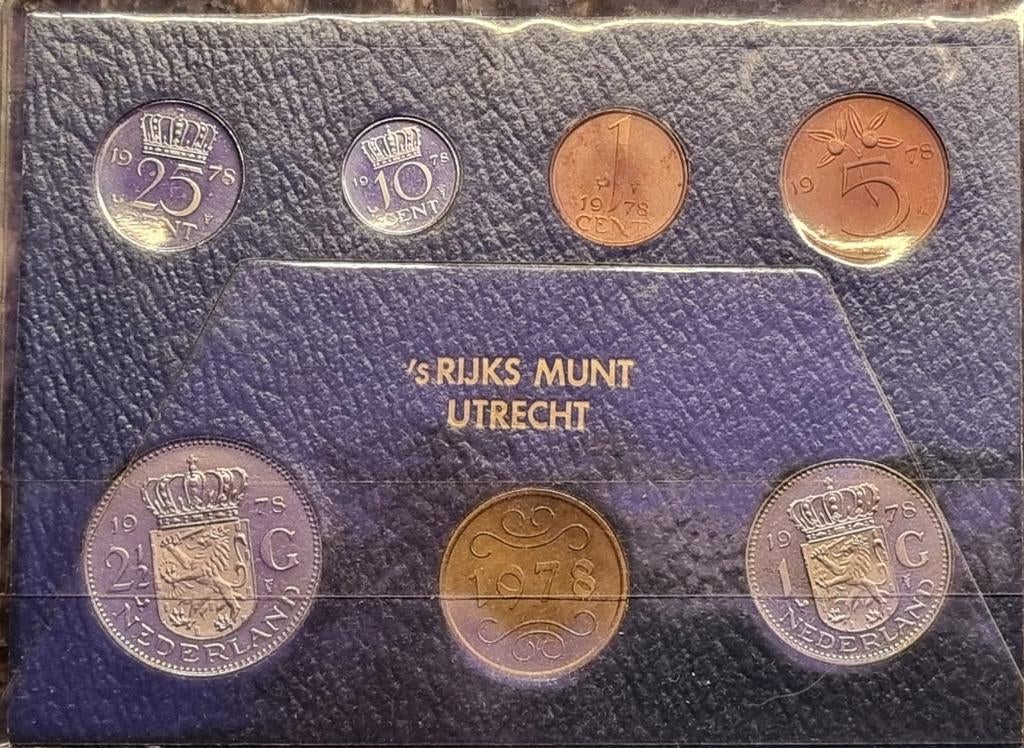 19 78
25
CENT
19 78
10
CENT
1
19 78
CENT
19 78
5
'S RIJKS MUNT
UTRECHT
19 78
2½ G
NEDERLAND
1978
19 78
1 G
NEDERLAND